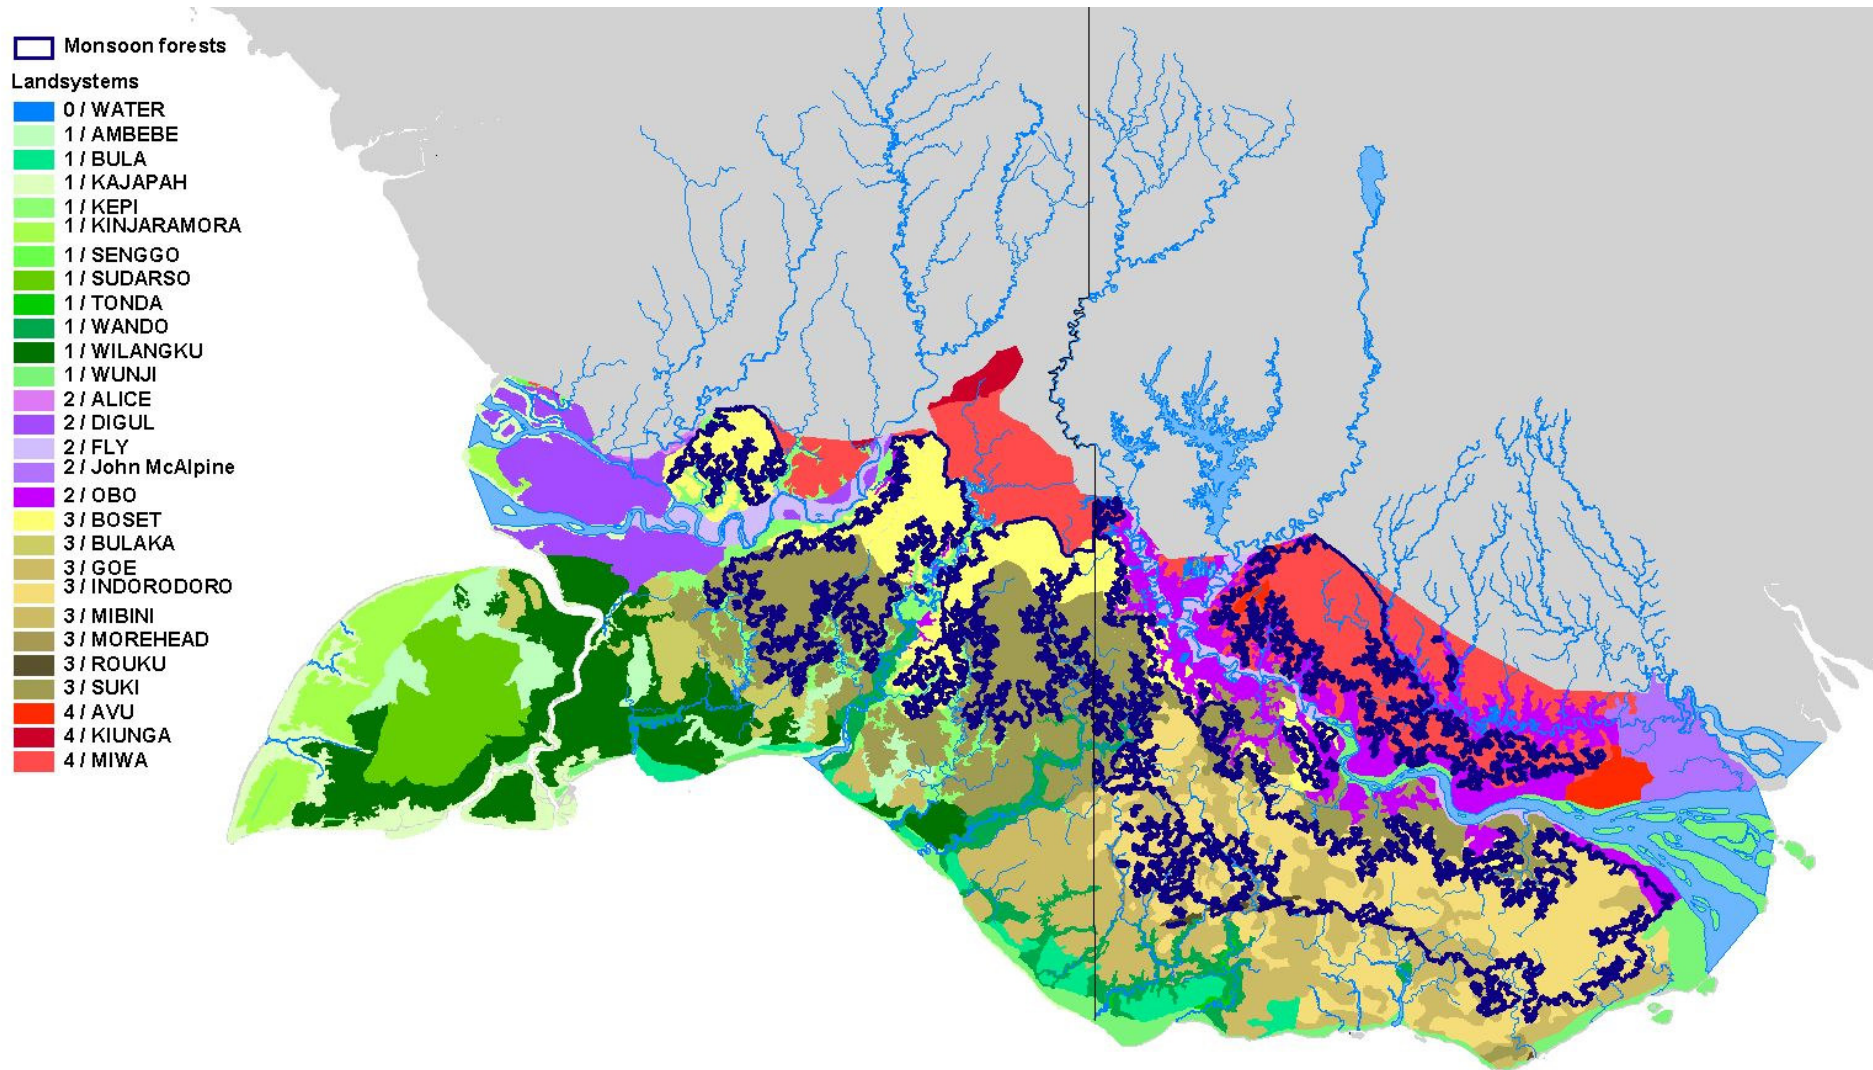 Monsoon forests
Landsystems
0 / WATER
1 / AMBEBE
1 / BULA
1 / KAJAPAH
1 / KEPI
1 / KINJARAMORA
1 / SENGGO
1 / SUDARSO
1 / TONDA
1 / WANDO
1 / WILANGKU
1 / WUNJI
2 / ALICE
2 / DIGUL
2 / FLY
2 / John McAlpine
2 / OBO
3 / BOSET
3 / BULAKA
3 / GOE
3 / INDORODORO
3 / MIBINI
3 / MOREHEAD
3 / ROUKU
3 / SUKI
4 / AVU
4 / KIUNGA
4 / MIWA